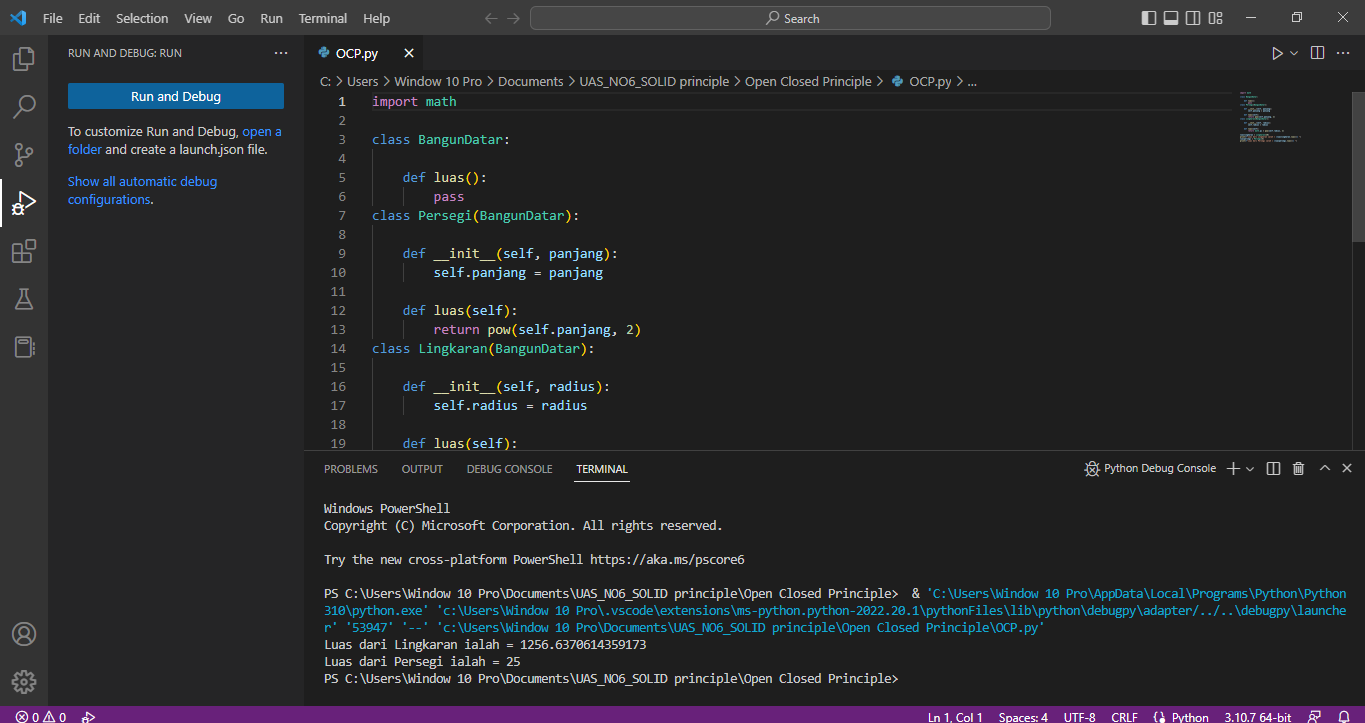 File Edit Selection View Go Run Terminal Help
Search
RUN AND DEBUG: RUN
Run and Debug
To customize Run and Debug, open a
folder and create a launch.json file.
Show all automatic debug
configurations.
OCP.py
C: > Users > Window 10 Pro > Documents > UAS_NO6_SOLID principle > Open Closed Principle > OCP.py > ...
1 import math
2
3 class BangunDatar:
4
5 def luas():
6 pass
7 class Persegi(BangunDatar):
8
9 def __init__(self, panjang):
10 self.panjang = panjang
11
12 def luas(self):
13 return pow(self.panjang, 2)
14 class Lingkaran(BangunDatar):
15
16 def __init__(self, radius):
17 self.radius = radius
18
19 def luas(self):
PROBLEMS OUTPUT DEBUG CONSOLE TERMINAL
Python Debug Console
Windows PowerShell
Copyright (C) Microsoft Corporation. All rights reserved.
Try the new cross-platform PowerShell https://aka.ms/pscore6
PS C:\Users\Window 10 Pro\Documents\UAS_NO6_SOLID principle\Open Closed Principle> & 'C:\Users\Window 10 Pro\AppData\Local\Programs\Python\Python
310\python.exe' 'c:\Users\Window 10 Pro\.vscode\extensions\ms-python.python-2022.20.1\pythonFiles\lib\python\debugpy\adapter/../..\debugpy\launche
r' '53947' '--' 'c:\Users\Window 10 Pro\Documents\UAS_NO6_SOLID principle\Open Closed Principle\OCP.py'
Luas dari Lingkaran ialah = 1256.6370614359173
Luas dari Persegi ialah = 25
PS C:\Users\Window 10 Pro\Documents\UAS_NO6_SOLID principle\Open Closed Principle>
0 0
Ln 1, Col 1 Spaces: 4 UTF-8 CRLF Python 3.10.7 64-bit